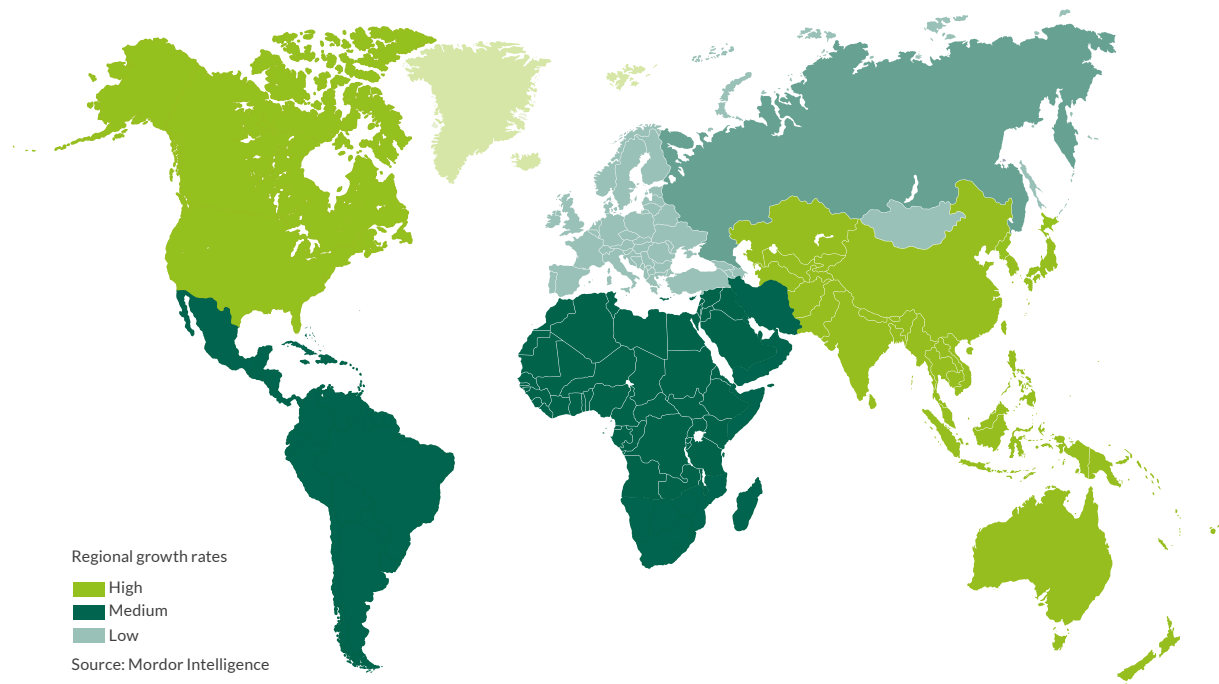 Regional growth rates
High
Medium
Low
Source: Mordor Intelligence